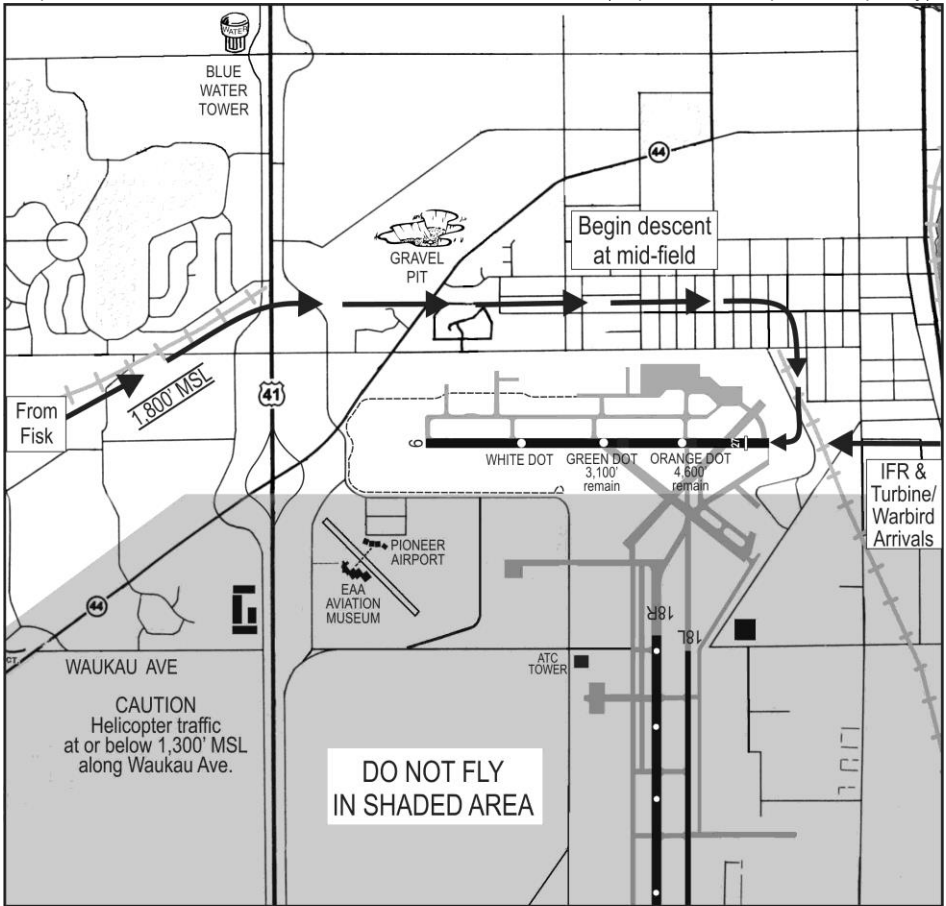 WATER
BLUE
WATER
TOWER
44
GRAVEL
PIT
Begin descent
at mid-field
1,800' MSL
41
From
Fisk
9
27
WHITE DOT
GREEN DOT
3,100'
remain
ORANGE DOT
4,600'
remain
IFR &
Turbine/
Warbird
Arrivals
PIONEER
AIRPORT
EAA
AVIATION
MUSEUM
18R
18L
44
CT.
WAUKAU AVE
ATC
TOWER
CAUTION
Helicopter traffic
at or below 1,300' MSL
along Waukau Ave.
DO NOT FLY
IN SHADED AREA